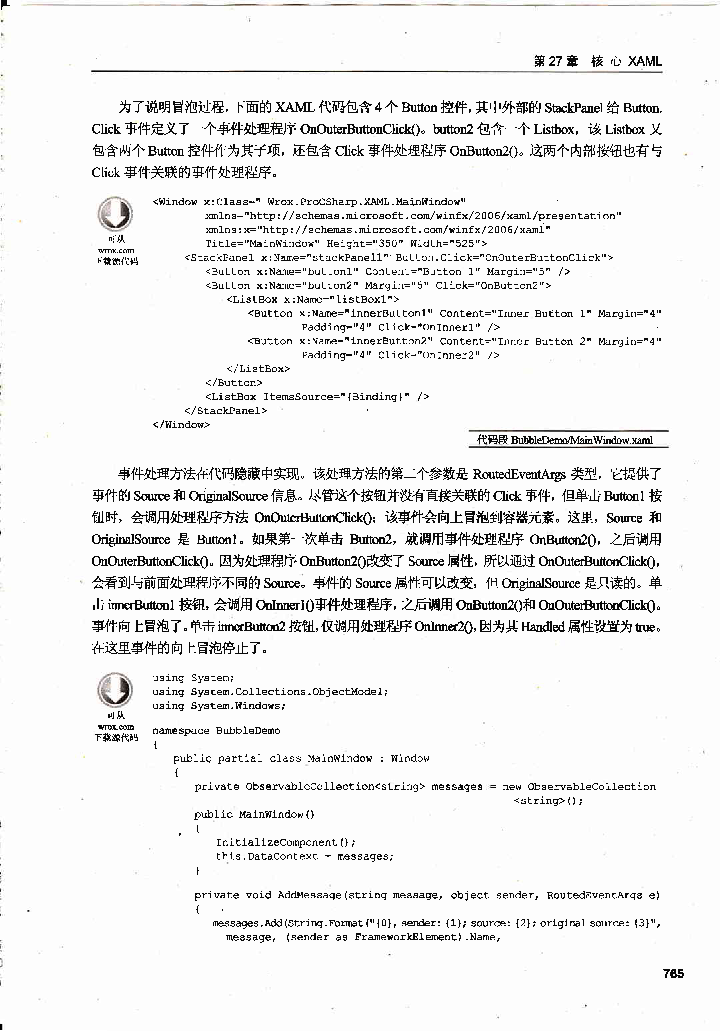 第 27 章 核 心 XAML
为了说明冒泡过程，下面的 XAML 代码包含 4 个 Button 控件，其中外部的 StackPanel 给 Button.
Click 事件定义了一个事件处理程序 OnOuterButtonClick()。button2 包含一个 Listbox，该 Listbox 又
包含两个 Button 控件作为其子项，还包含 Click 事件处理程序 OnButton2()。这两个内部按钮也有与
Click 事件关联的事件处理程序。
可从
wrox.com
下载源代码
<Window x:Class=" Wrox.ProCSharp.XAML.MainWindow"
xmlns="http://schemas.microsoft.com/winfx/2006/xaml/presentation"
xmlns:x="http://schemas.microsoft.com/winfx/2006/xaml"
Title="MainWindow" Height="350" Width="525">
<StackPanel x:Name="stackPanel1" Button.Click="OnOuterButtonClick">
<Button x:Name="button1" Content="Button 1" Margin="5" />
<Button x:Name="button2" Margin="5" Click="OnButton2">
<ListBox x:Name="listBox1">
<Button x:Name="innerButton1" Content="Inner Button 1" Margin="4"
Padding="4" Click="OnInner1" />
<Button x:Name="innerButton2" Content="Inner Button 2" Margin="4"
Padding="4" Click="OnInner2" />
</ListBox>
</Button>
<ListBox ItemsSource="{Binding}" />
</StackPanel>
</Window>
代码段 BubbleDemo/MainWindow.xaml
事件处理方法在代码隐藏中实现。该处理方法的第二个参数是 RoutedEventArgs 类型，它提供了
事件的 Source 和 OriginalSource 信息。尽管这个按钮并没有直接关联的 Click 事件，但单击 Button1 按
钮时，会调用处理程序方法 OnOuterButtonClick()；该事件会向上冒泡到容器元素。这里，Source 和
OriginalSource 是 Button1。如果第一次单击 Button2，就调用事件处理程序 OnButton2()，之后调用
OnOuterButtonClick()。因为处理程序 OnButton2()改变了 Source 属性，所以通过 OnOuterButtonClick()，
会看到与前面处理程序不同的 Source。事件的 Source 属性可以改变，但 OriginalSource 是只读的。单
击 innerButton1 按钮，会调用 OnInner1()事件处理程序，之后调用 OnButton2()和 OnOuterButtonClick()。
事件向上冒泡了。单击 innerButton2 按钮，仅调用处理程序 OnInner2()，因为其 Handled 属性设置为 true。
在这里事件的向上冒泡停止了。
可从
wrox.com
下载源代码
using System;
using System.Collections.ObjectModel;
using System.Windows;
namespace BubbleDemo
{
public partial class MainWindow : Window
{
private ObservableCollection<string> messages = new ObservableCollection
<string>();
public MainWindow()
{
InitializeComponent();
this.DataContext = messages;
}
private void AddMessage(string message, object sender, RoutedEventArgs e)
{
messages.Add(String.Format("{0}, sender: {1}; source: {2}; original source: {3}",
message, (sender as FrameworkElement).Name,
765